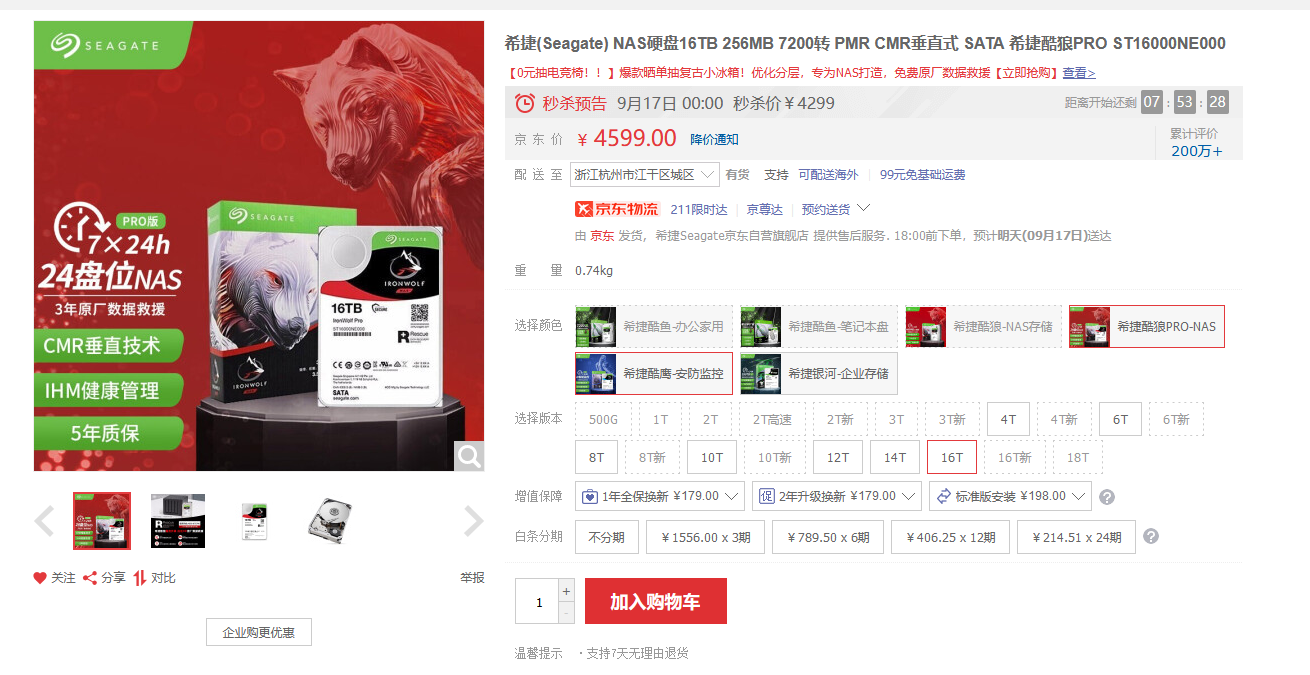 SEAGATE
PRO版
7×24h
24盘位NAS
3年原厂数据救援
CMR垂直技术
IHM健康管理
5年质保
SEAGATE
IRONWOLF
SEAGATE
IRONWOLF
16TB
IronWolf Pro
ST16000NE000
Rescue
SATA
seagate.com
关注 分享 对比
举报
企业购更优惠
希捷(Seagate) NAS硬盘16TB 256MB 7200转 PMR CMR垂直式 SATA 希捷酷狼PRO ST16000NE000
【0元抽电竞椅！！】爆款晒单抽复古小冰箱！优化分层，专为NAS打造，免费原厂数据救援【立即抢购】查看>
秒杀预告 9月17日 00:00 秒杀价￥4299 距离开始还剩 07 : 53 : 28
京东价 ￥4599.00 降价通知
累计评价
200万+
配送至 浙江杭州市江干区城区 有货 支持 可配送海外 99元免基础运费
京东物流 211限时达 京尊达 预约送货
由 京东 发货，希捷Seagate京东自营旗舰店 提供售后服务. 18:00前下单，预计明天(09月17日)送达
重量 0.74kg
选择颜色 希捷酷鱼-办公家用 希捷酷鱼-笔记本盘 希捷酷狼-NAS存储 希捷酷狼PRO-NAS
希捷酷鹰-安防监控 希捷银河-企业存储
选择版本 500G 1T 2T 2T高速 2T新 3T 3T新 4T 4T新 6T 6T新
8T 8T新 10T 10T新 12T 14T 16T 16T新 18T
增值保障 1年全保换新 ¥179.00 促 2年升级换新 ¥179.00 标准版安装 ¥198.00 ?
白条分期 不分期 ￥1556.00 x 3期 ￥789.50 x 6期 ￥406.25 x 12期 ￥214.51 x 24期 ?
1 + - 加入购物车
温馨提示 ·支持7天无理由退货